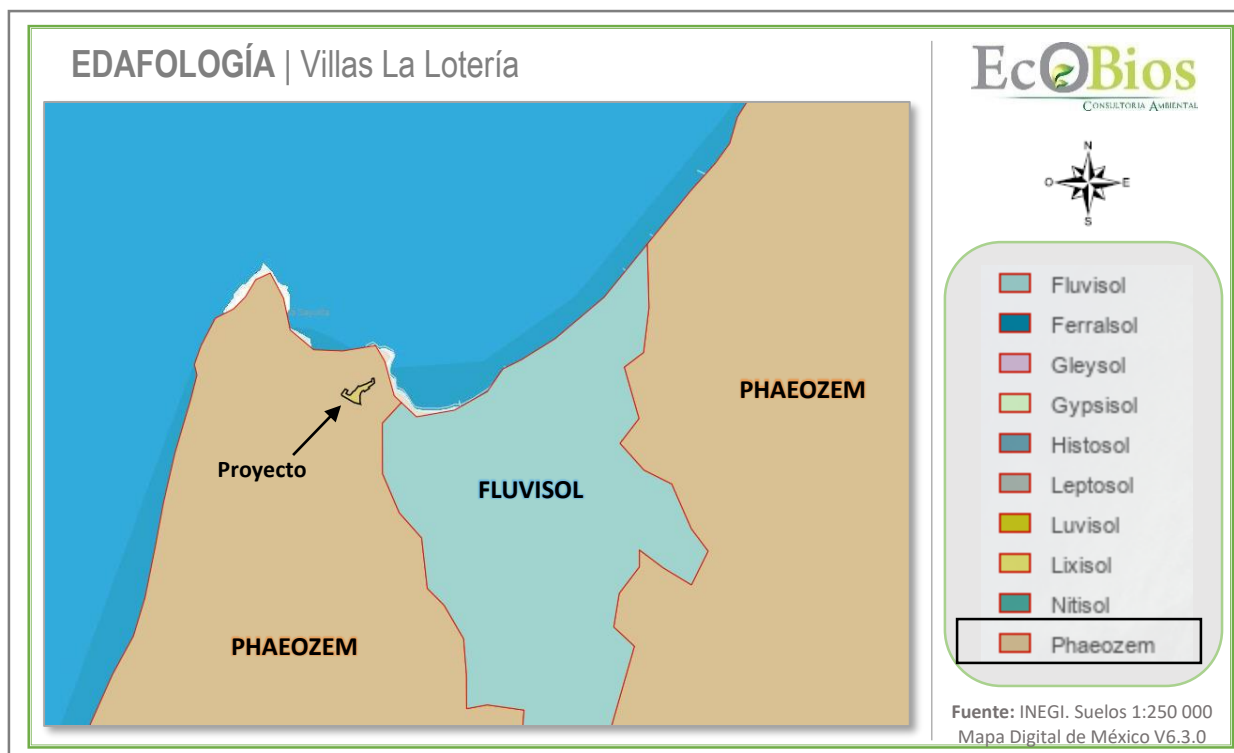 EDAFOLOGÍA | Villas La Lotería
EcOBios
CONSULTORIA AMBIENTAL
N
O
E
S
PHAEOZEM
Proyecto
FLUVISOL
PHAEOZEM
Fluvisol
Ferralsol
Gleysol
Gypsisol
Histosol
Leptosol
Luvisol
Lixisol
Nitisol
Phaeozem
Fuente: INEGI. Suelos 1:250 000
Mapa Digital de México V6.3.0